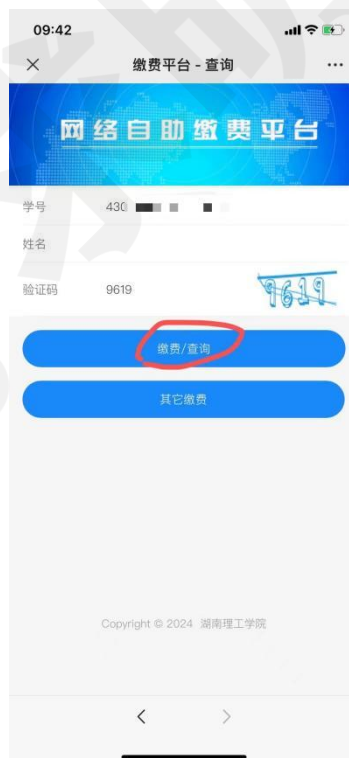 09:42
缴费平台 - 查询
网络自助缴费平台
学号 430
姓名
验证码 9619 9619
缴费/查询
其它缴费
Copyright © 2024 湖南理工学院